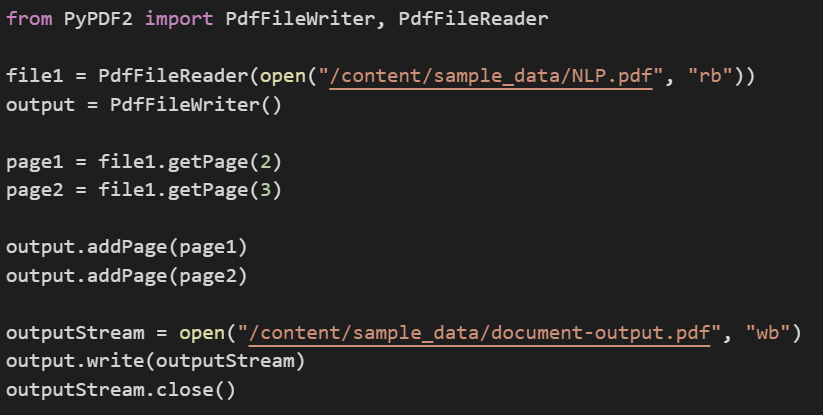 from PyPDF2 import PdfFileWriter, PdfFileReader
file1 = PdfFileReader(open("/content/sample_data/NLP.pdf", "rb"))
output = PdfFileWriter()
page1 = file1.getPage(2)
page2 = file1.getPage(3)
output.addPage(page1)
output.addPage(page2)
outputStream = open("/content/sample_data/document-output.pdf", "wb")
output.write(outputStream)
outputStream.close()